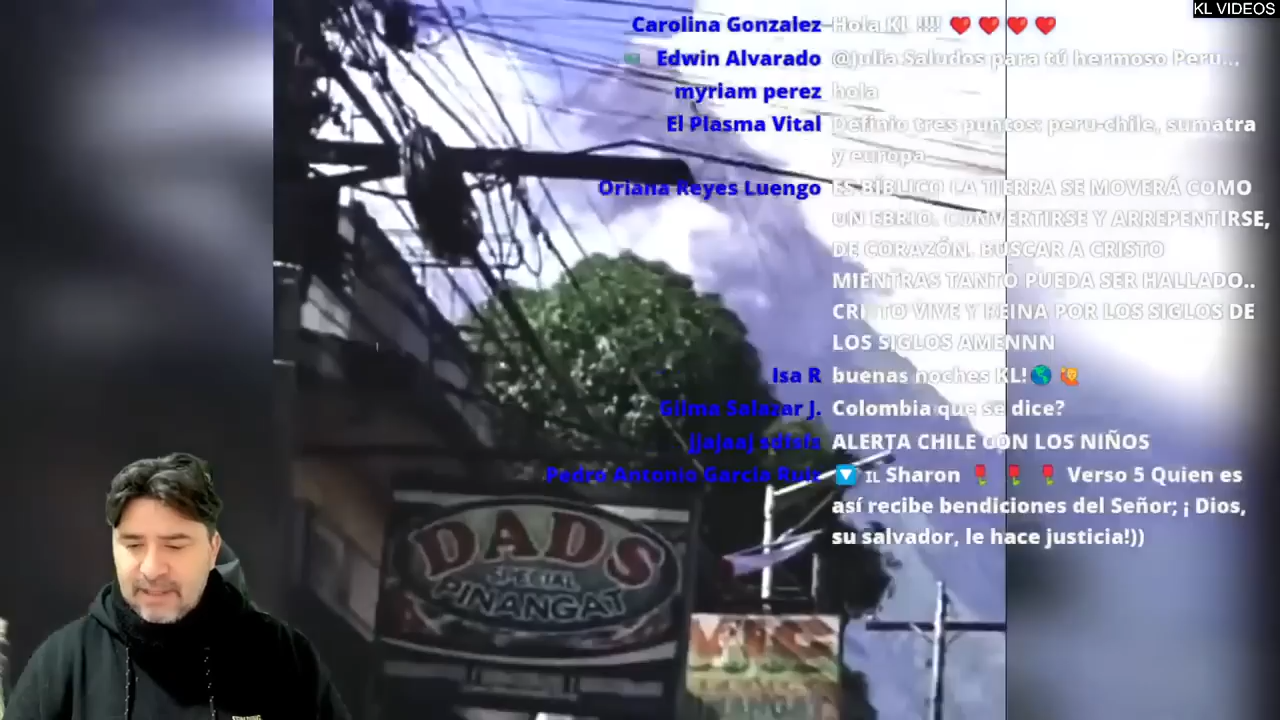 KL VIDEOS
Carolina Gonzalez Hola KL !!!! ❤️ ❤️ ❤️ ❤️
Edwin Alvarado @Julia Saludos para tú hermoso Peru...
myriam perez hola
El Plasma Vital Definio tres puntos: peru-chile, sumatra
y europa
Oriana Reyes Luengo ES BÍBLICO LA TIERRA SE MOVERÁ COMO
UN EBRIO. CONVERTIRSE Y ARREPENTIRSE,
DE CORAZÓN. BUSCAR A CRISTO
MIENTRAS TANTO PUEDA SER HALLADO..
CRISTO VIVE Y REINA POR LOS SIGLOS DE
LOS SIGLOS AMENNN
Isa R buenas noches KL!
Gilma Salazar J. Colombia que se dice?
jjajaaj ALERTA CHILE CON LOS NIÑOS
Pedro Antonio García Ruiz IL Sharon 🌹 🌹 🌹 Verso 5 Quien es
así recibe bendiciones del Señor; ¡ Dios,
su salvador, le hace justicia!))
DADS
SPECIAL
PINANGAT